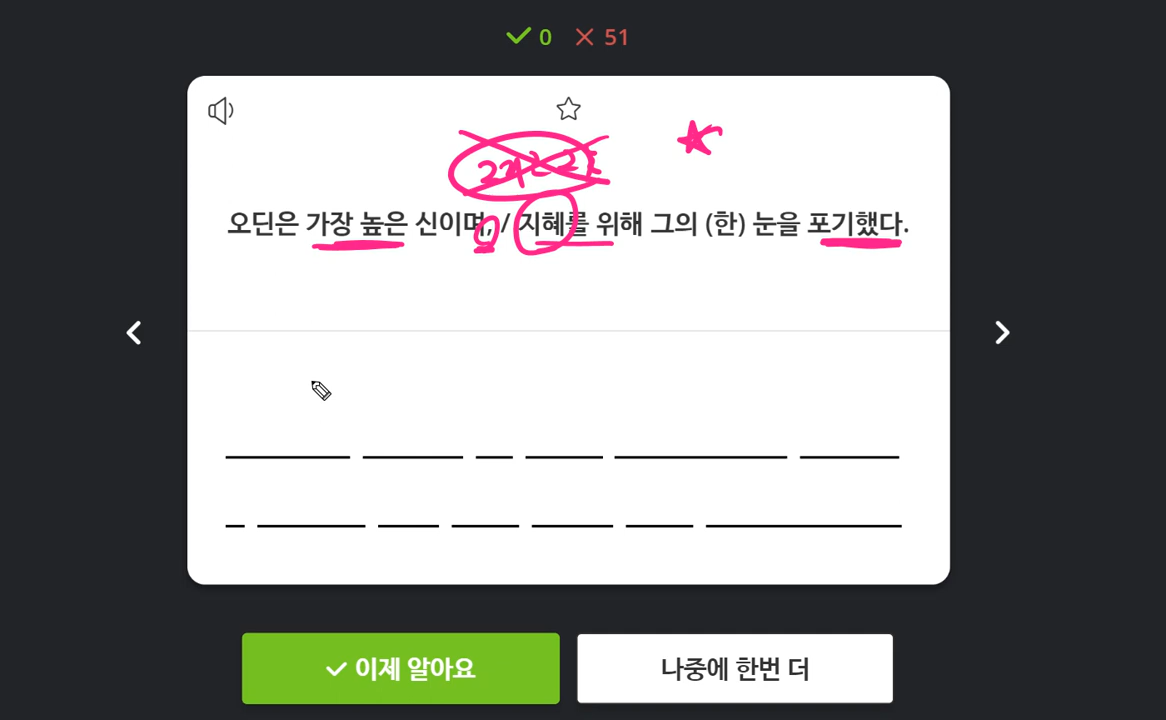 0 51
오딘은 가장 높은 신이며, / 지혜를 위해 그의 (한) 눈을 포기했다.
이제 알아요
나중에 한번 더